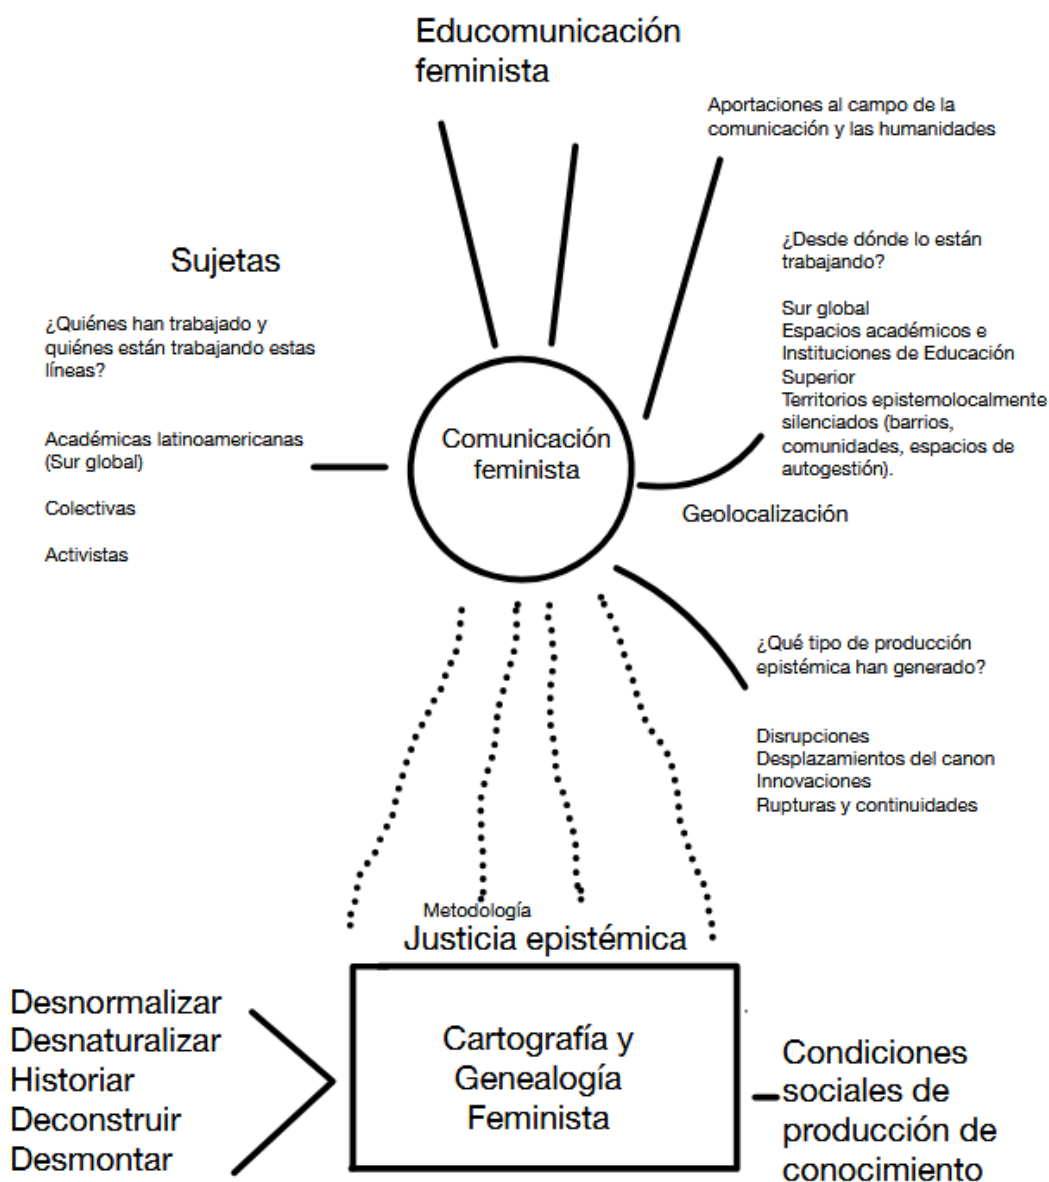 Educomunicación
feminista
Aportaciones al campo de la
comunicación y las humanidades
Sujetas
¿Quiénes han trabajado y
quiénes están trabajando estas
líneas?
Académicas latinoamericanas
(Sur global)
Colectivas
Activistas
Comunicación
feminista
¿Desde dónde lo están
trabajando?
Sur global
Espacios académicos e
Instituciones de Educación
Superior
Territorios epistemolocalmente
silenciados (barrios,
comunidades, espacios de
autogestión).
Geolocalización
¿Qué tipo de producción
epistémica han generado?
Disrupciones
Desplazamientos del canon
Innovaciones
Rupturas y continuidades
Metodología
Justicia epistémica
Desnormalizar
Desnaturalizar
Historiar
Deconstruir
Desmontar
Cartografía y
Genealogía
Feminista
Condiciones
sociales de
producción de
conocimiento